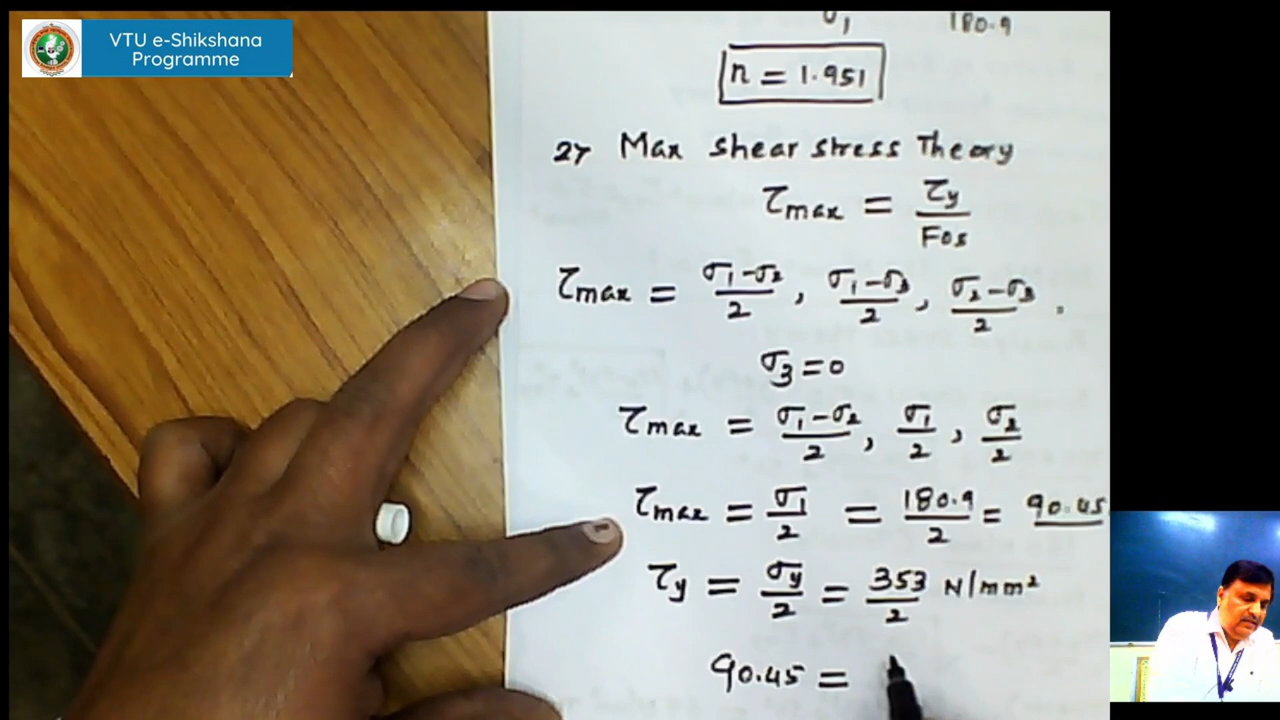 VTU e-Shikshana
Programme
σ1 180.9
n = 1.951
2> Max shear stress Theory
τmax = τy / FoS
τmax = σ1-σ2 / 2 , σ1-σ3 / 2 , σ2-σ3 / 2 .
σ3 = 0
τmax = σ1-σ2 / 2 , σ1 / 2 , σ2 / 2
τmax = σ1 / 2 = 180.9 / 2 = 90.45
τy = σy / 2 = 353 / 2 N/mm²
90.45 =